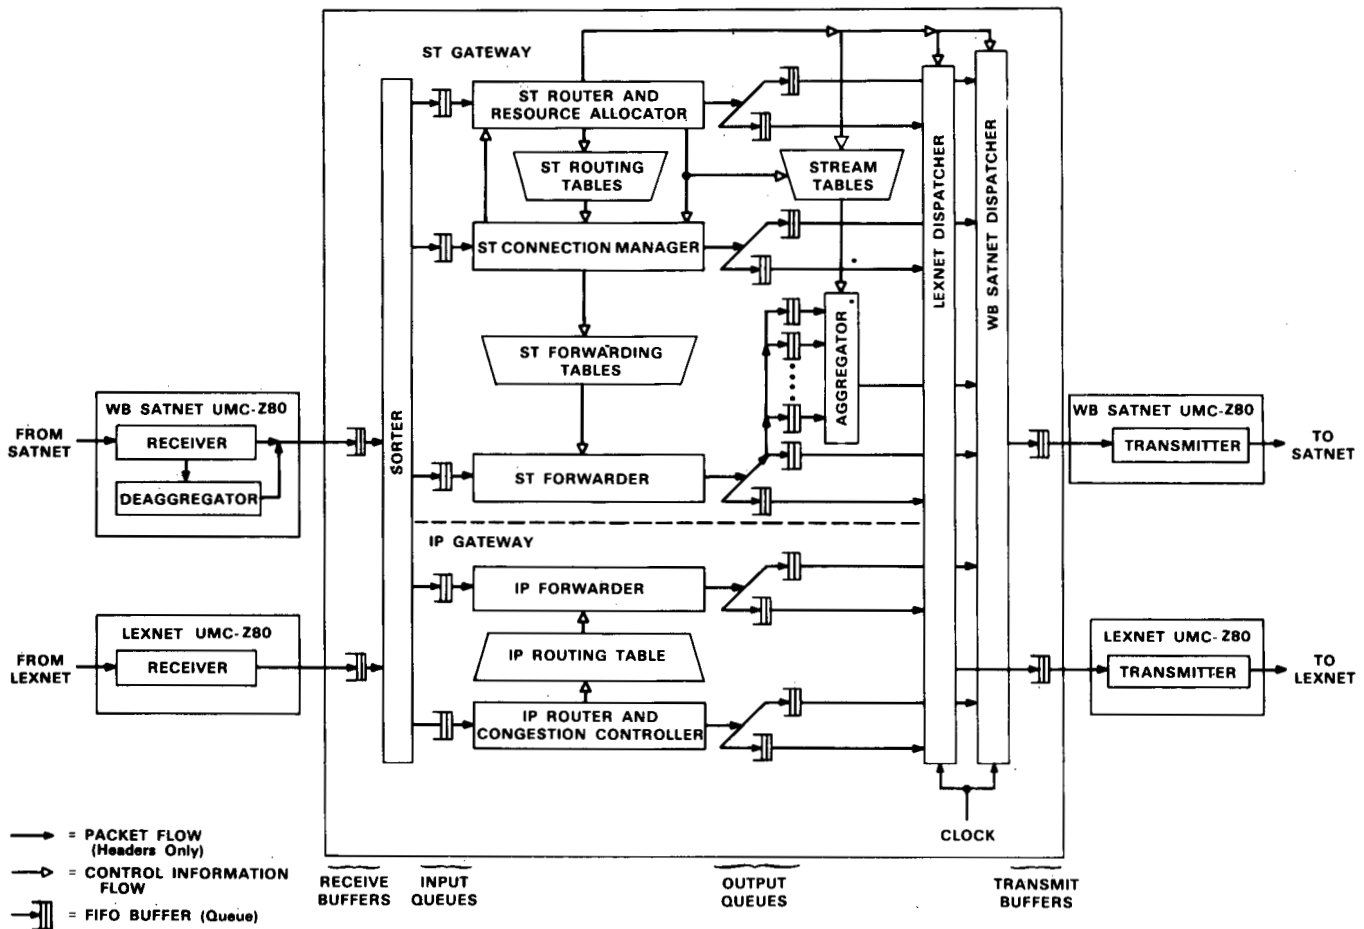 ST GATEWAY
ST ROUTER AND
RESOURCE ALLOCATOR
ST ROUTING
TABLES
STREAM
TABLES
ST CONNECTION MANAGER
ST FORWARDING
TABLES
AGGREGATOR
ST FORWARDER
SORTER
LEXNET DISPATCHER
WB SATNET DISPATCHER
FROM
SATNET
WB SATNET UMC-Z80
RECEIVER
DEAGGREGATOR
WB SATNET UMC-Z80
TRANSMITTER
TO
SATNET
IP GATEWAY
IP FORWARDER
IP ROUTING TABLE
IP ROUTER AND
CONGESTION CONTROLLER
FROM
LEXNET
LEXNET UMC-Z80
RECEIVER
LEXNET UMC-Z80
TRANSMITTER
TO
LEXNET
CLOCK
= PACKET FLOW
(Headers Only)
= CONTROL INFORMATION
FLOW
= FIFO BUFFER (Queue)
RECEIVE
BUFFERS
INPUT
QUEUES
OUTPUT
QUEUES
TRANSMIT
BUFFERS